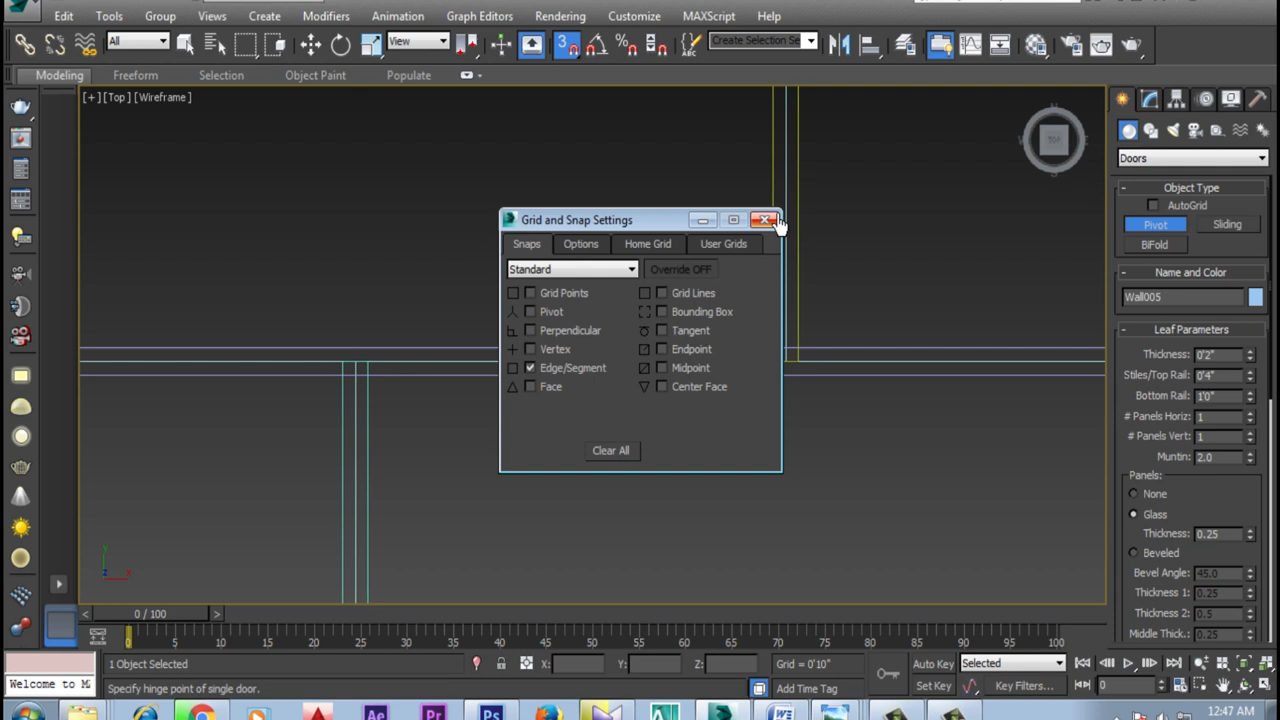 Edit Tools Group Views Create Modifiers Animation Graph Editors Rendering Customize MAXScript Help
All View 3 ABC Create Selection Se
Modeling Freeform Selection Object Paint Populate
[+] [Top] [Wireframe]
TOP
Doors
Object Type
AutoGrid
Pivot Sliding
BiFold
Name and Color
Wall005
Leaf Parameters
Thickness: 0'2"
Stiles/Top Rail: 0'4"
Bottom Rail: 1'0"
# Panels Horiz: 1
# Panels Vert: 1
Muntin: 2.0
Panels:
None
Glass
Thickness: 0.25
Beveled
Bevel Angle: 45.0
Thickness 1: 0.25
Thickness 2: 0.5
Middle Thick.: 0.25
Grid and Snap Settings
Snaps Options Home Grid User Grids
Standard Override OFF
Grid Points Grid Lines
Pivot Bounding Box
Perpendicular Tangent
Vertex Endpoint
Edge/Segment Midpoint
Face Center Face
Clear All
y
z x
< 0 / 100 >
0 5 10 15 20 25 30 35 40 45 50 55 60 65 70 75 80 85 90 95 100
1 Object Selected X: Y: Z: Grid = 0'10" Auto Key Selected
Welcome to M Specify hinge point of single door. Add Time Tag Set Key Key Filters... 0
Ae Pr Ps
12:47 AM